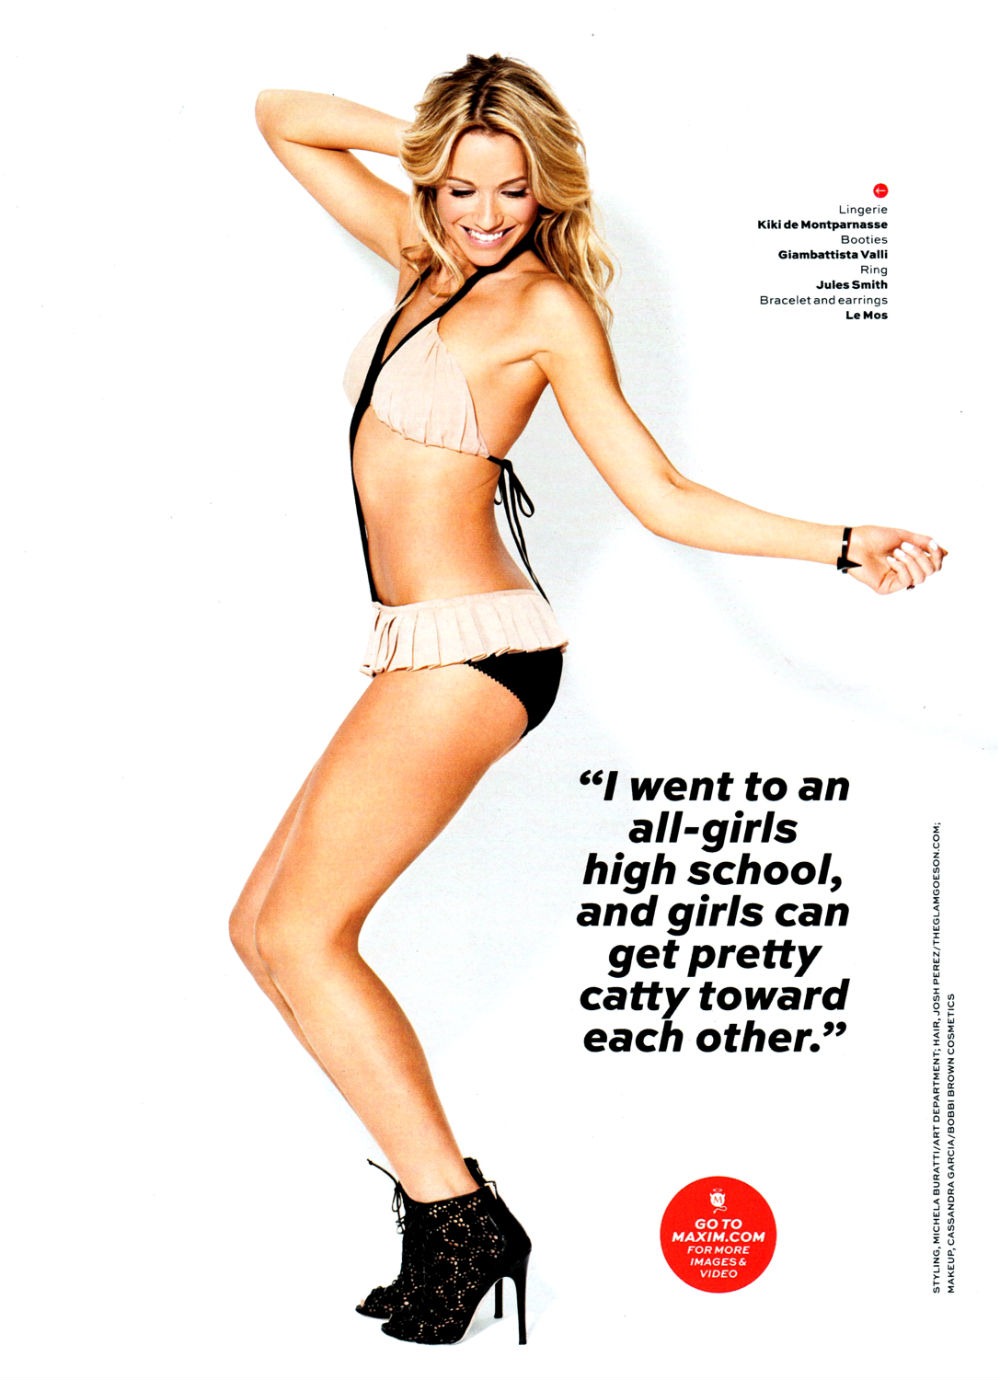 Lingerie
Kiki de Montparnasse
Booties
Giambattista Valli
Ring
Jules Smith
Bracelet and earrings
Le Mos
“I went to an
all-girls
high school,
and girls can
get pretty
catty toward
each other.”
M
GO TO
MAXIM.COM
FOR MORE
IMAGES &
VIDEO
STYLING, MICHELA BURATTI/ART DEPARTMENT; HAIR, JOSH PEREZ/THEGLAMGOESON.COM;
MAKEUP, CASSANDRA GARCIA/BOBBI BROWN COSMETICS